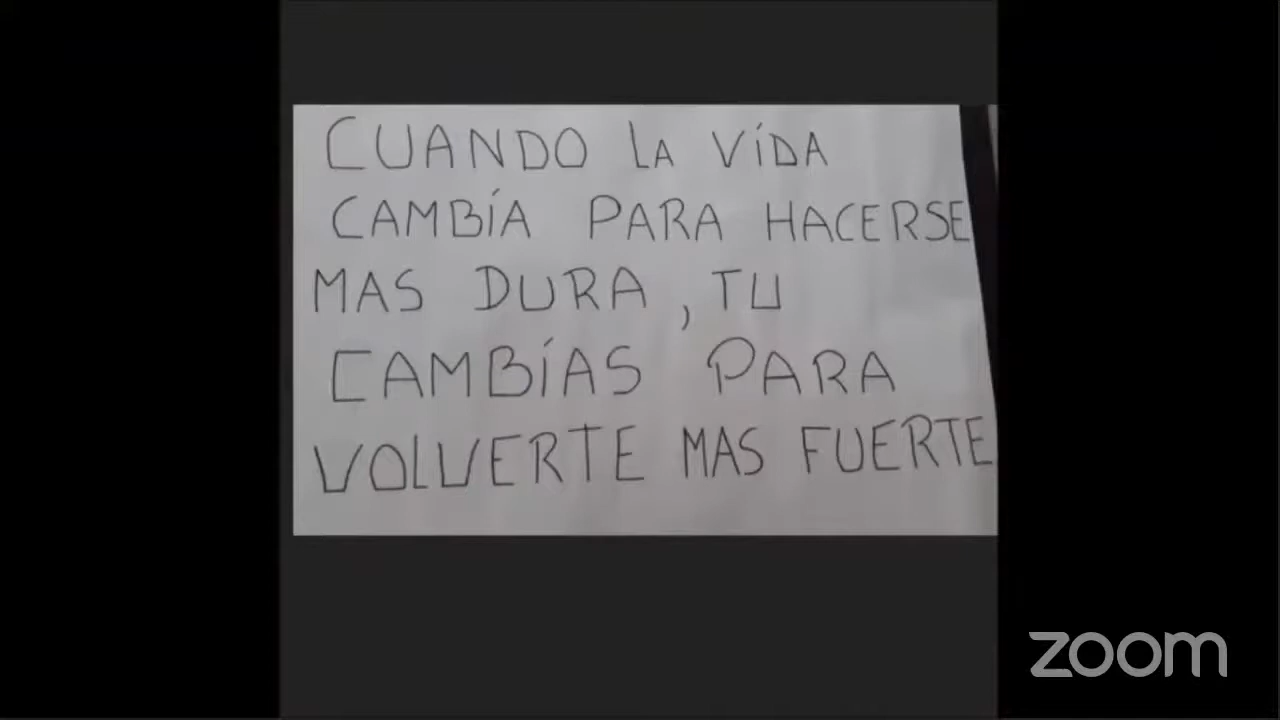 CUANDO LA VÍDA
CAMBÍA PARA HACERSE
MAS DURA, TU
CAMBÍAS PARA
VOLVERTE MAS FUERTE
zoom